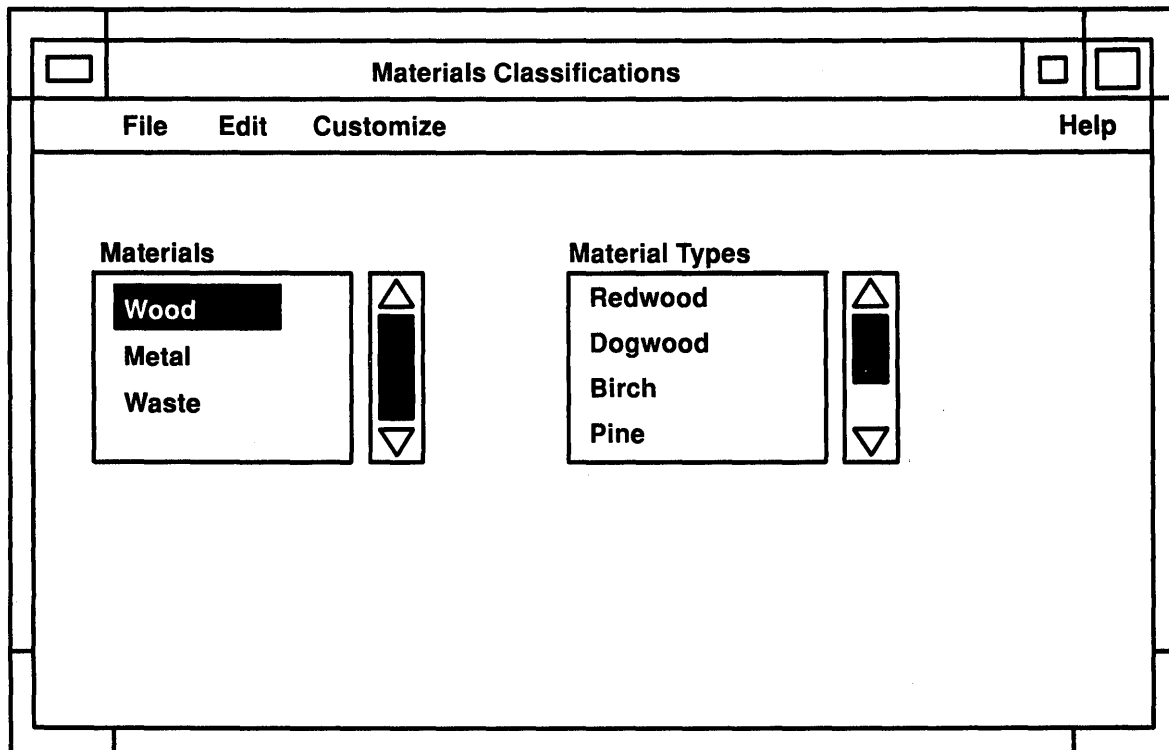 Materials Classifications
File Edit Customize Help
Materials
Wood
Metal
Waste
Material Types
Redwood
Dogwood
Birch
Pine